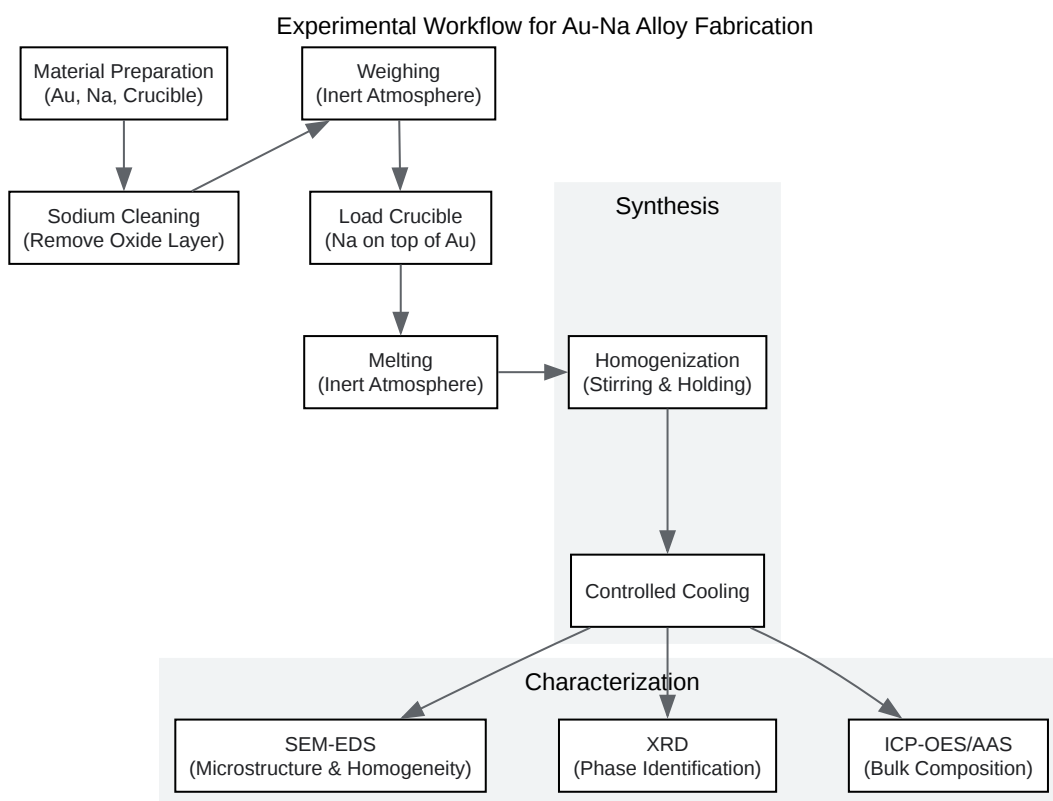 Experimental Workflow for Au-Na Alloy Fabrication
Material Preparation
(Au, Na, Crucible)
Weighing
(Inert Atmosphere)
Sodium Cleaning
(Remove Oxide Layer)
Load Crucible
(Na on top of Au)
Synthesis
Melting
(Inert Atmosphere)
Homogenization
(Stirring & Holding)
Controlled Cooling
Characterization
SEM-EDS
(Microstructure & Homogeneity)
XRD
(Phase Identification)
ICP-OES/AAS
(Bulk Composition)